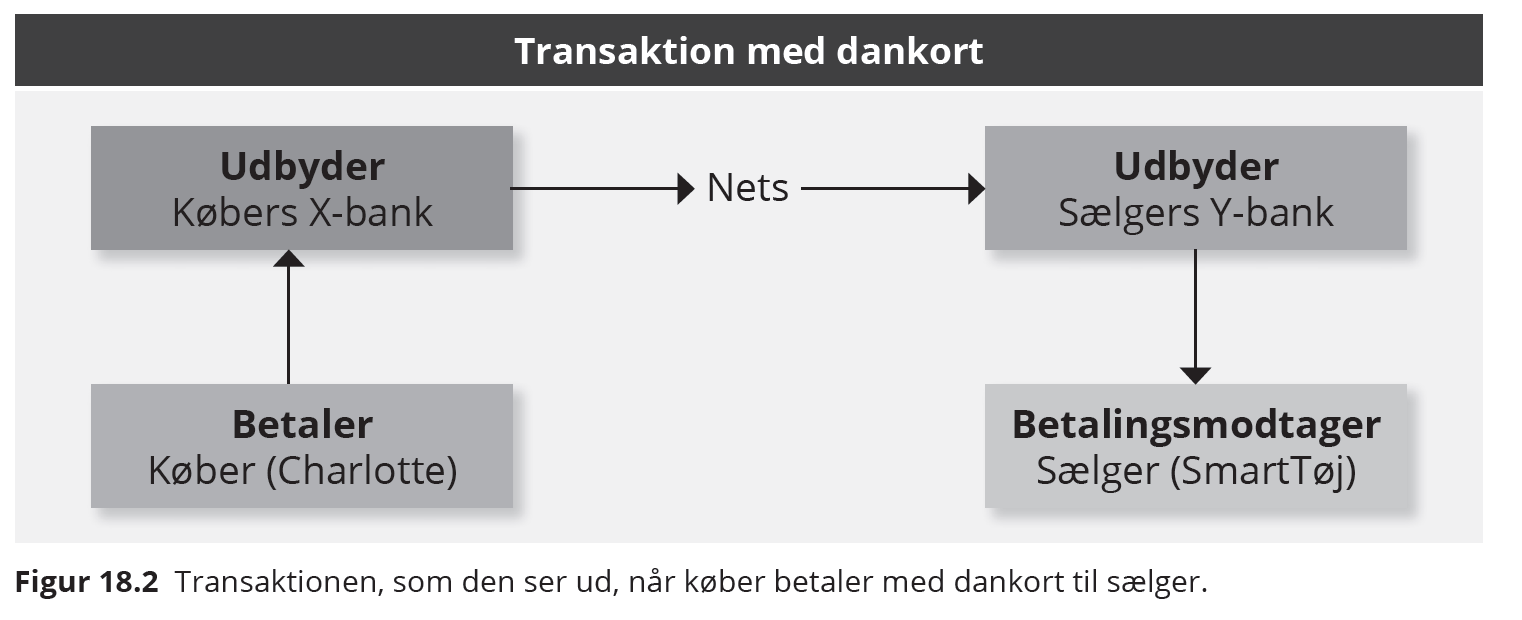 Transaktion med dankort
Udbyder
Købers X-bank
Nets
Udbyder
Sælgers Y-bank
Betaler
Køber (Charlotte)
Betalingsmodtager
Sælger (SmartTøj)
Figur 18.2 Transaktionen, som den ser ud, når køber betaler med dankort til sælger.